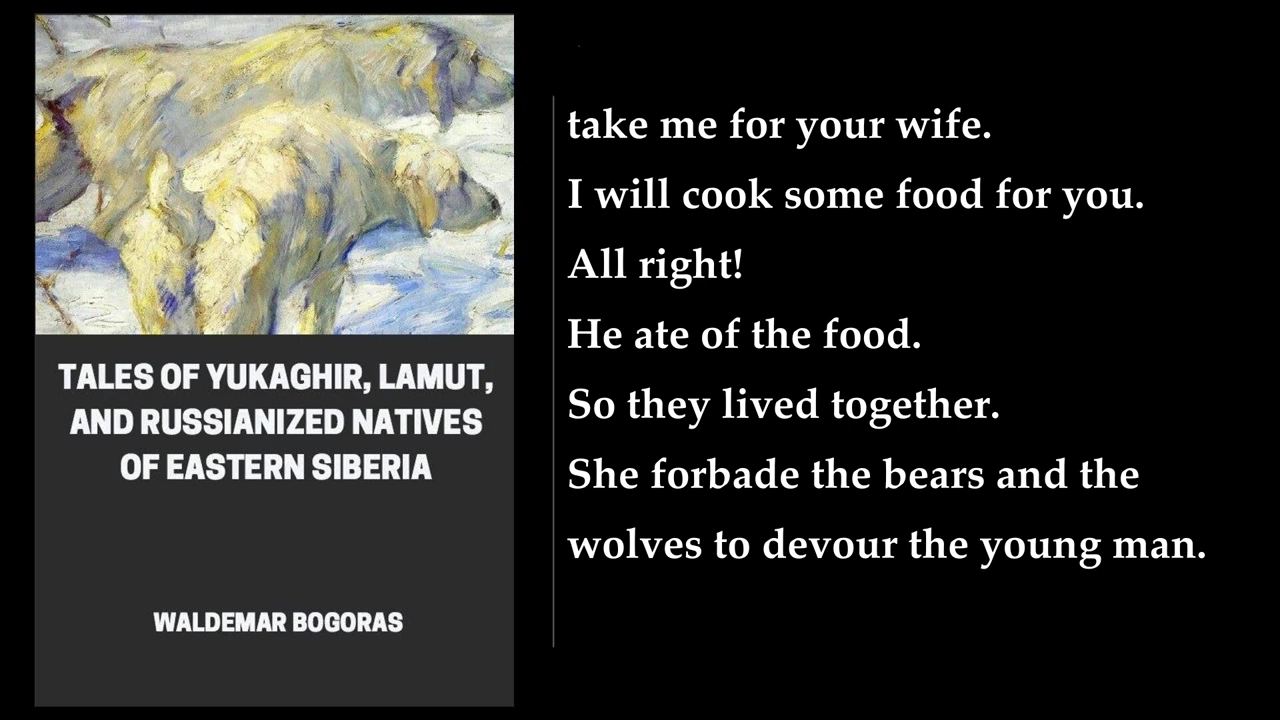 TALES OF YUKAGHIR, LAMUT,
AND RUSSIANIZED NATIVES
OF EASTERN SIBERIA
WALDEMAR BOGORAS
take me for your wife.
I will cook some food for you.
All right!
He ate of the food.
So they lived together.
She forbade the bears and the
wolves to devour the young man.